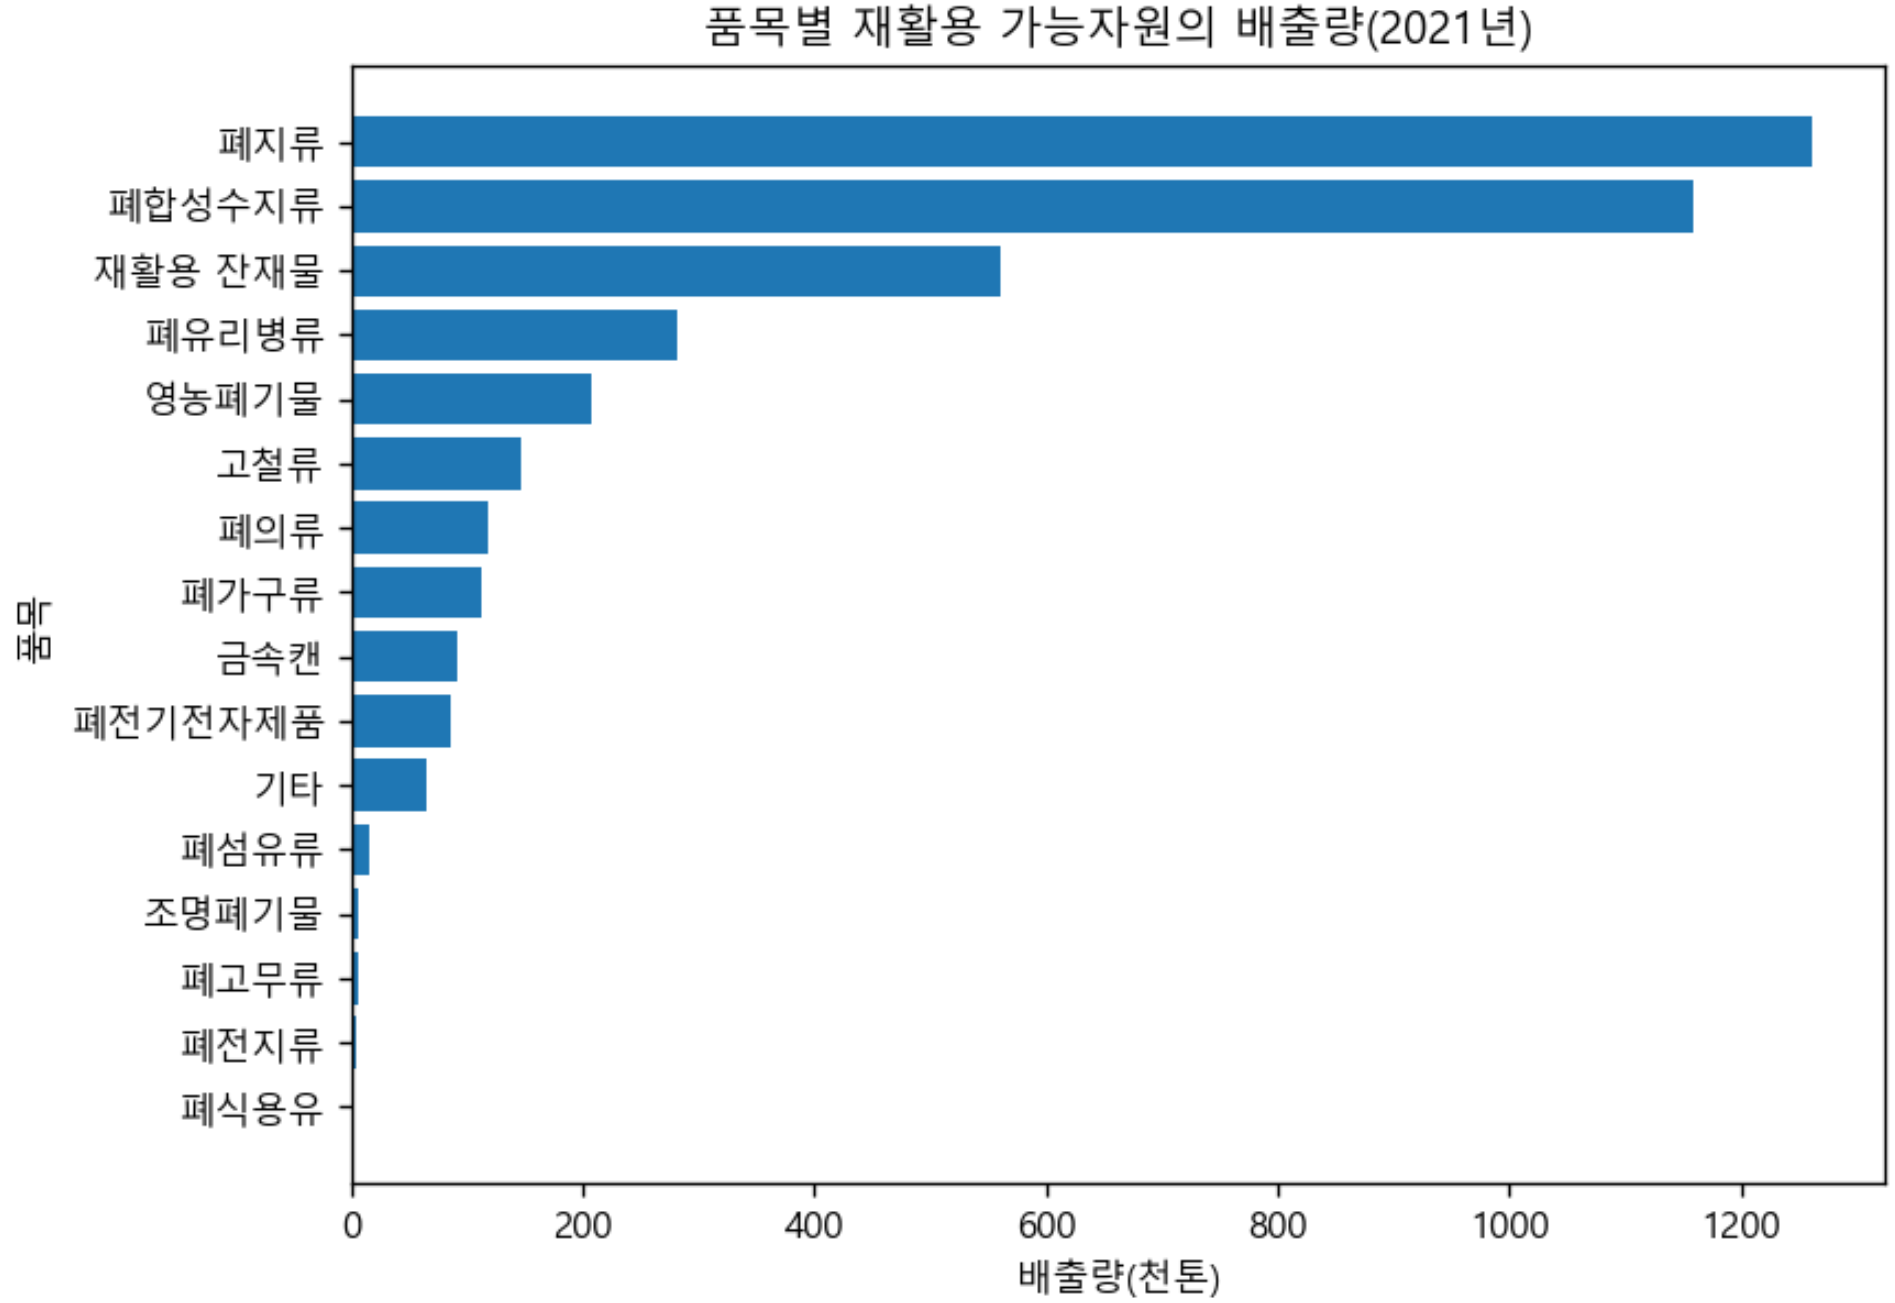 품목별 재활용 가능자원의 배출량(2021년)
폐지류
폐합성수지류
재활용 잔재물
폐유리병류
영농폐기물
고철류
폐의류
폐가구류
금속캔
폐전기전자제품
기타
폐섬유류
조명폐기물
폐고무류
폐전지류
폐식용유
품목
0 200 400 600 800 1000 1200
배출량(천톤)